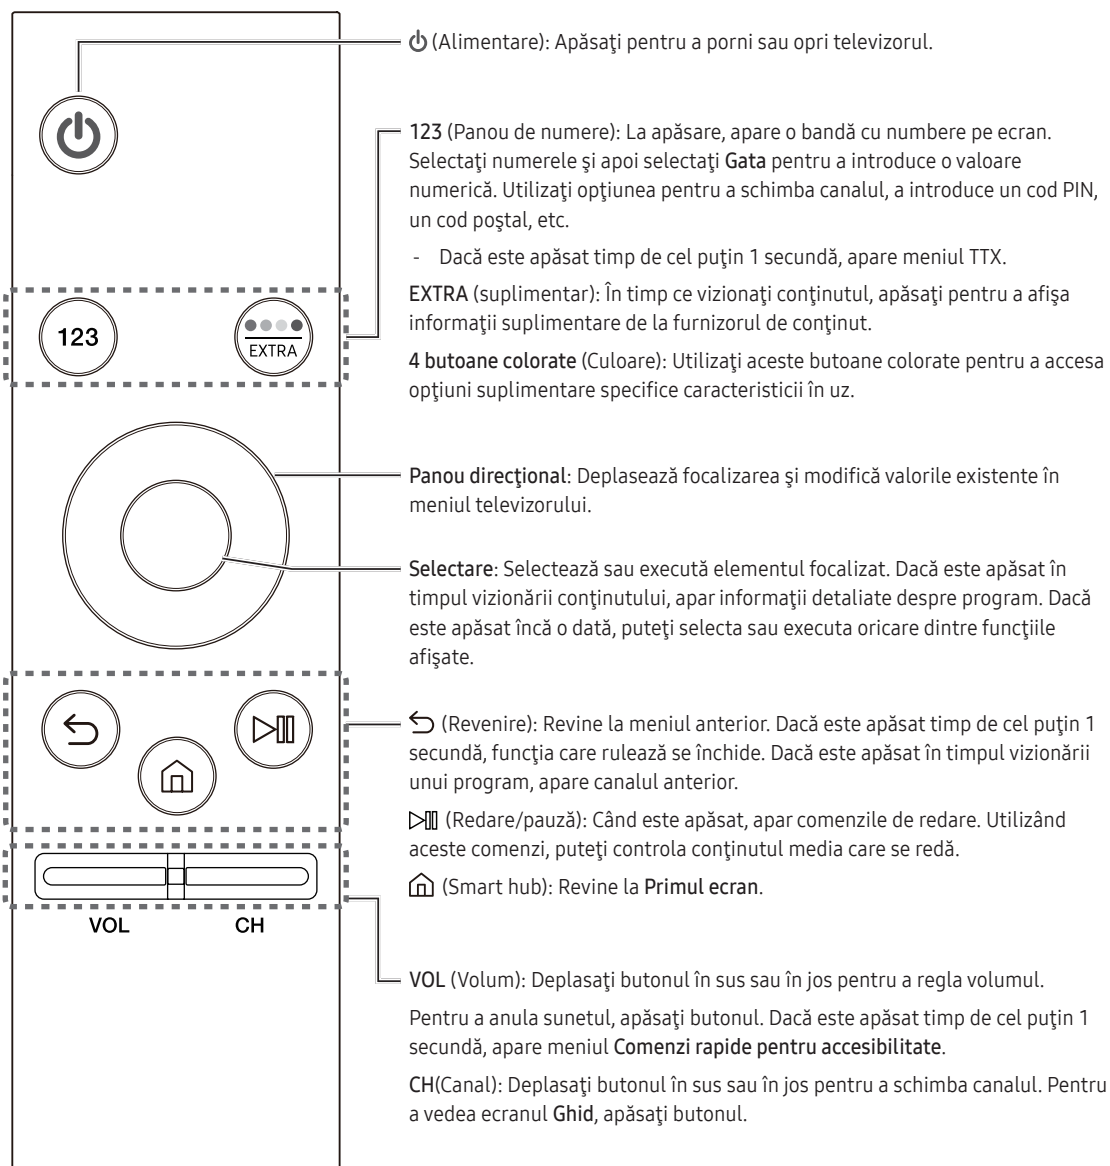 (Alimentare): Apăsaţi pentru a porni sau opri televizorul.
123 (Panou de numere): La apăsare, apare o bandă cu numbere pe ecran.
Selectaţi numerele şi apoi selectaţi Gata pentru a introduce o valoare
numerică. Utilizaţi opţiunea pentru a schimba canalul, a introduce un cod PIN,
un cod poştal, etc.
- Dacă este apăsat timp de cel puţin 1 secundă, apare meniul TTX.
EXTRA (suplimentar): În timp ce vizionaţi conţinutul, apăsaţi pentru a afişa
informaţii suplimentare de la furnizorul de conţinut.
4 butoane colorate (Culoare): Utilizaţi aceste butoane colorate pentru a accesa
opţiuni suplimentare specifice caracteristicii în uz.
123
EXTRA
Panou direcţional: Deplasează focalizarea şi modifică valorile existente în
meniul televizorului.
Selectare: Selectează sau execută elementul focalizat. Dacă este apăsat în
timpul vizionării conţinutului, apar informaţii detaliate despre program. Dacă
este apăsat încă o dată, puteţi selecta sau executa oricare dintre funcţiile
afişate.
(Revenire): Revine la meniul anterior. Dacă este apăsat timp de cel puţin 1
secundă, funcţia care rulează se închide. Dacă este apăsat în timpul vizionării
unui program, apare canalul anterior.
(Redare/pauză): Când este apăsat, apar comenzile de redare. Utilizând
aceste comenzi, puteţi controla conţinutul media care se redă.
(Smart hub): Revine la Primul ecran.
VOL CH
VOL (Volum): Deplasaţi butonul în sus sau în jos pentru a regla volumul.
Pentru a anula sunetul, apăsaţi butonul. Dacă este apăsat timp de cel puţin 1
secundă, apare meniul Comenzi rapide pentru accesibilitate.
CH(Canal): Deplasaţi butonul în sus sau în jos pentru a schimba canalul. Pentru
a vedea ecranul Ghid, apăsaţi butonul.